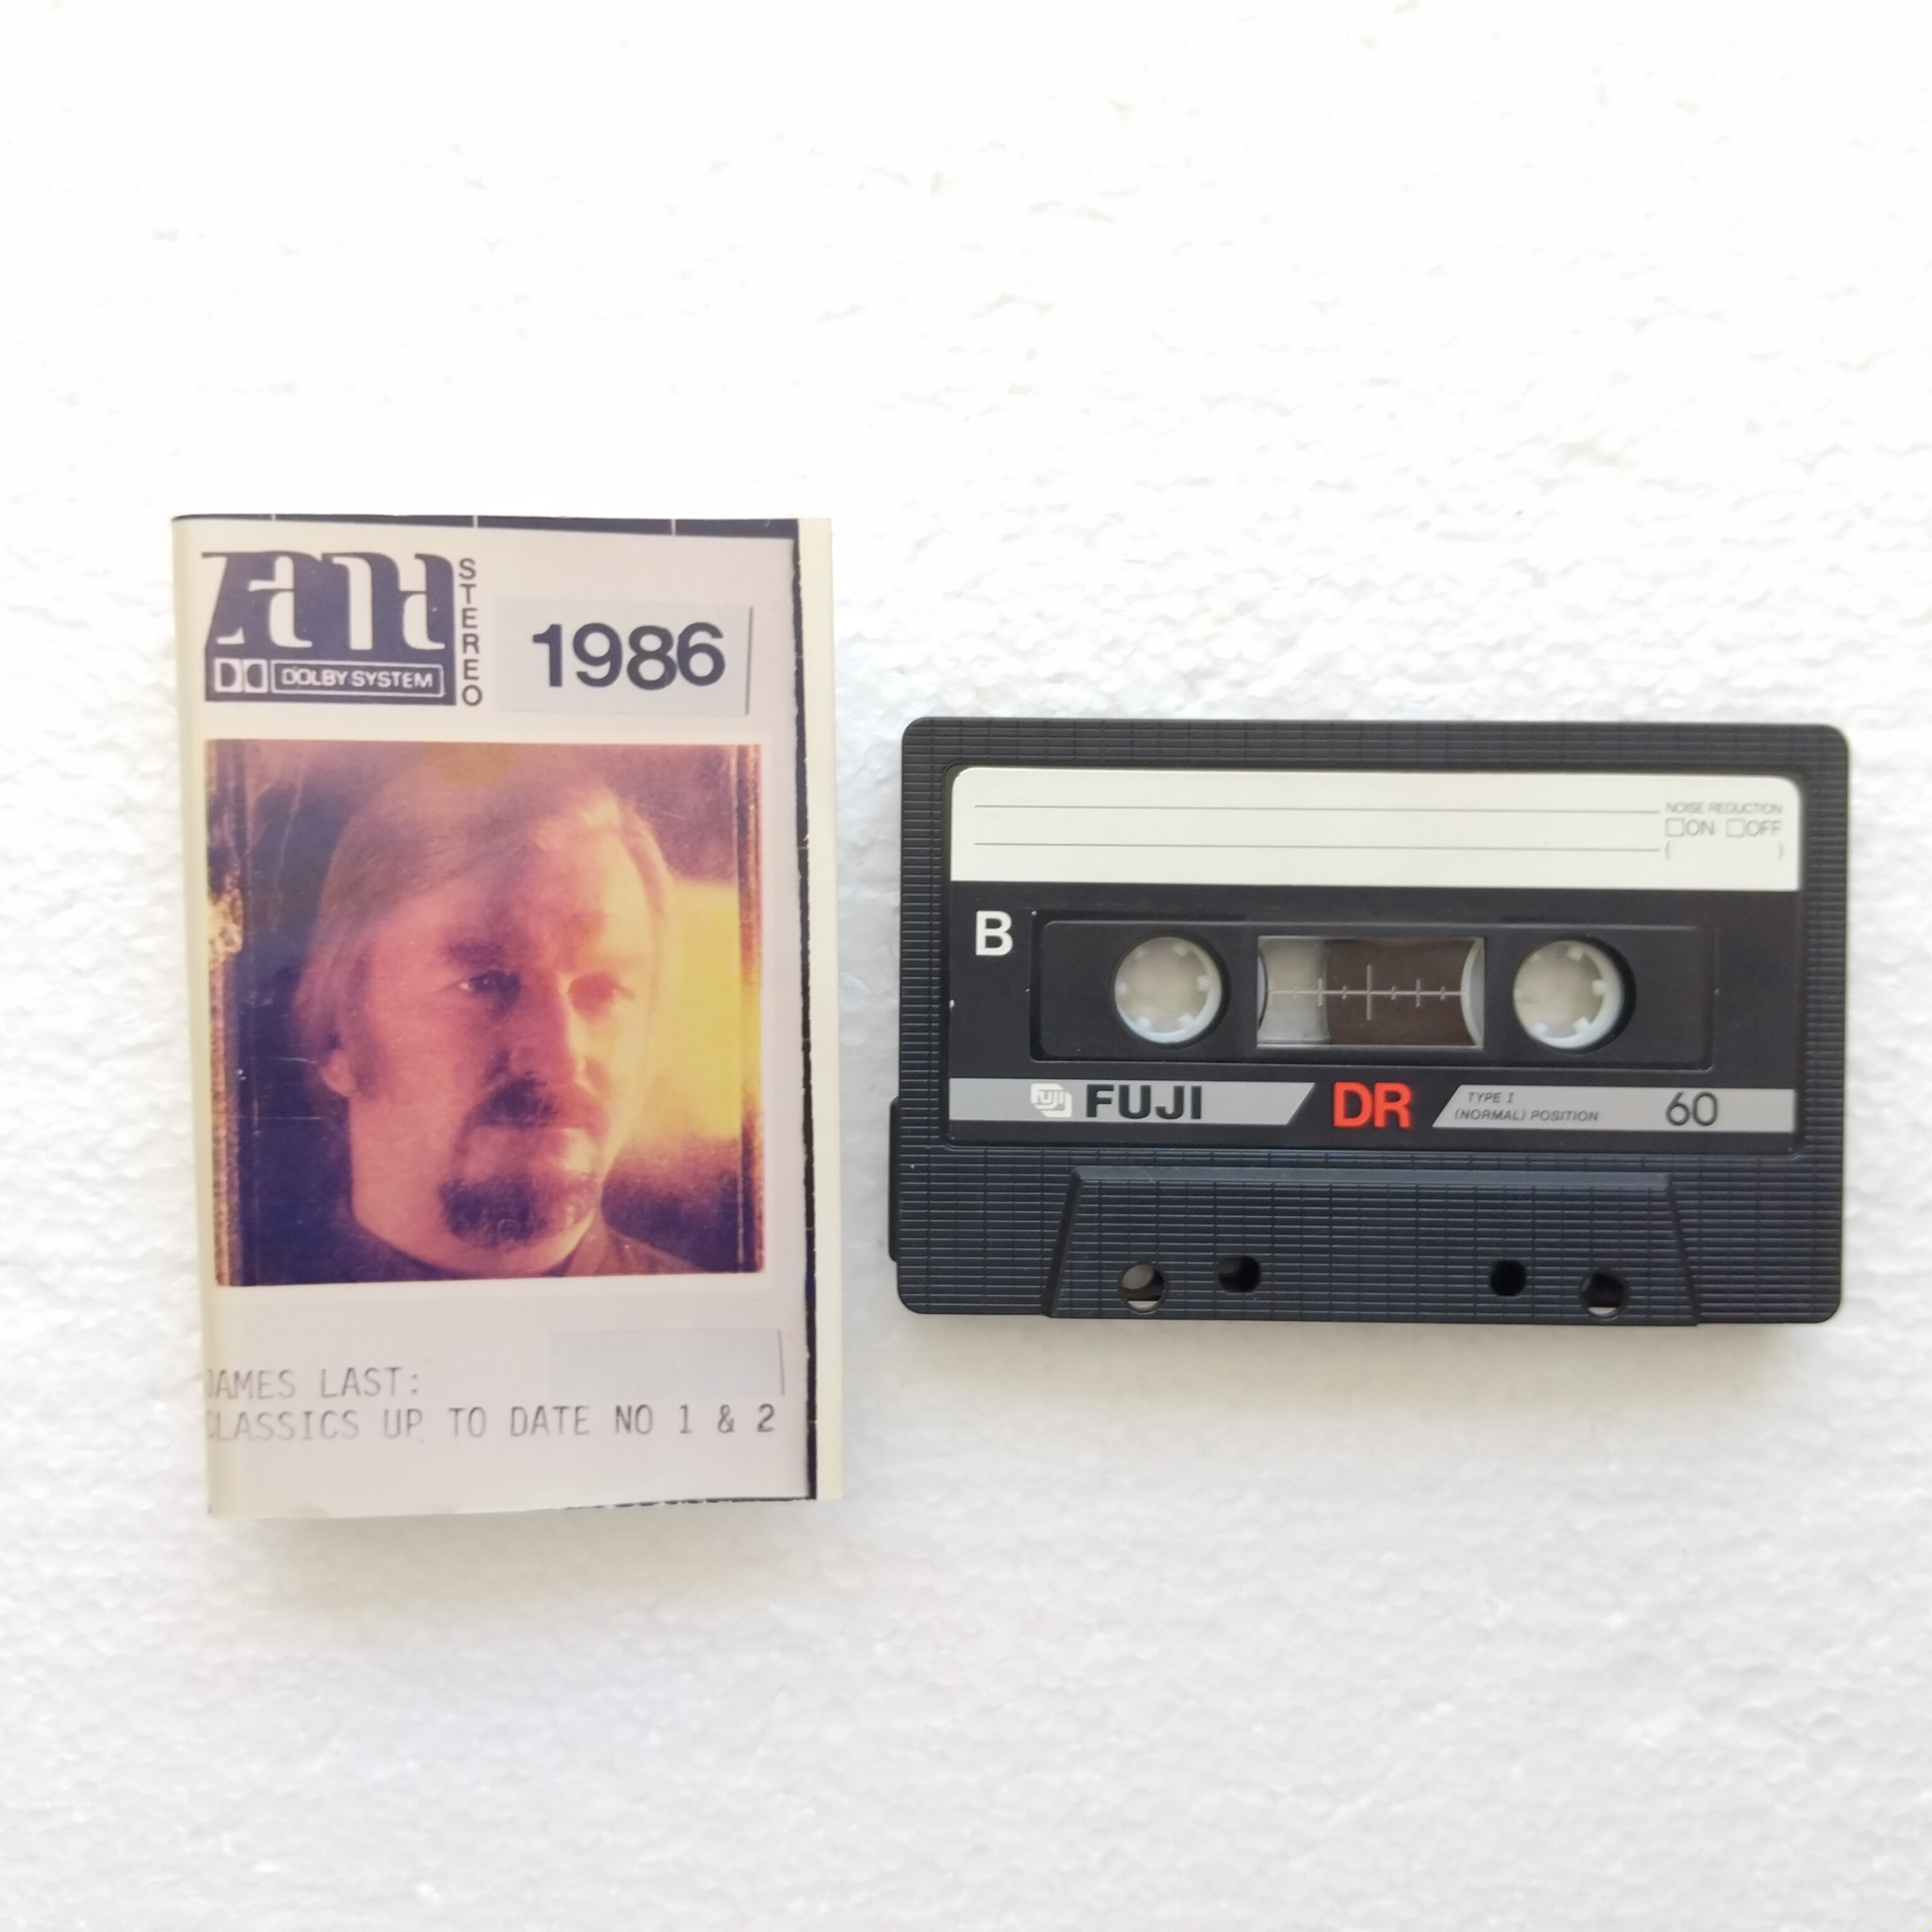 STEREO
1986
DOLBY SYSTEM
JAMES LAST:
CLASSICS UP TO DATE NO 1 & 2
NOISE REDUCTION
ON OFF
( )
B
FUJI
FUJI DR TYPE I
(NORMAL) POSITION 60